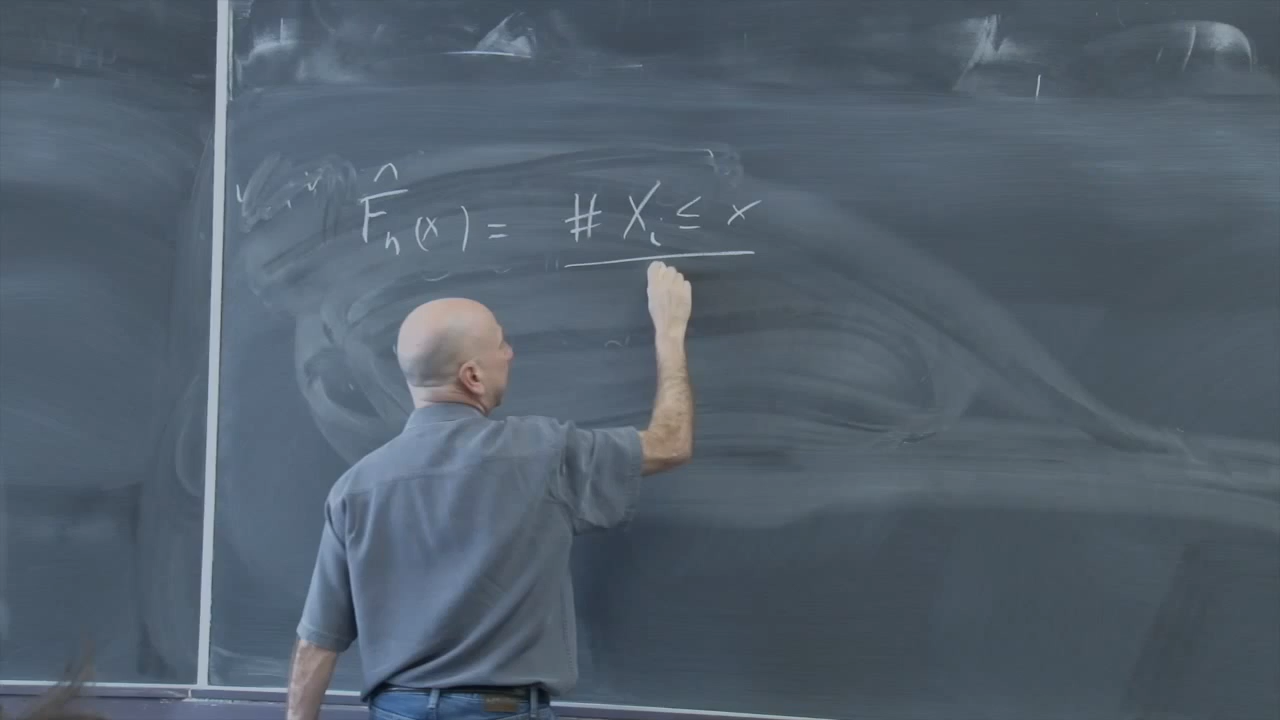 F̂ₙ(x) = # Xᵢ ≤ x